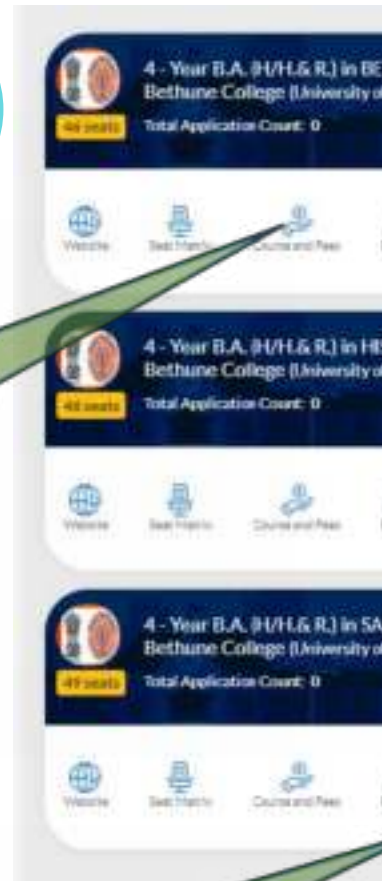 4 - Year B.A. (H/H.& R.) in BE
Bethune College (University of
46 seats
Total Application Count: 0
Website
Seat Matrix
Course and Fees
4 - Year B.A. (H/H.& R.) in HI
Bethune College (University of
seats
Total Application Count: 0
Website
Seat Matrix
Course and Fees
4 - Year B.A. (H/H.& R.) in SA
Bethune College (University of
49 seats
Total Application Count: 0
Website
Seat Matrix
Course and Fees